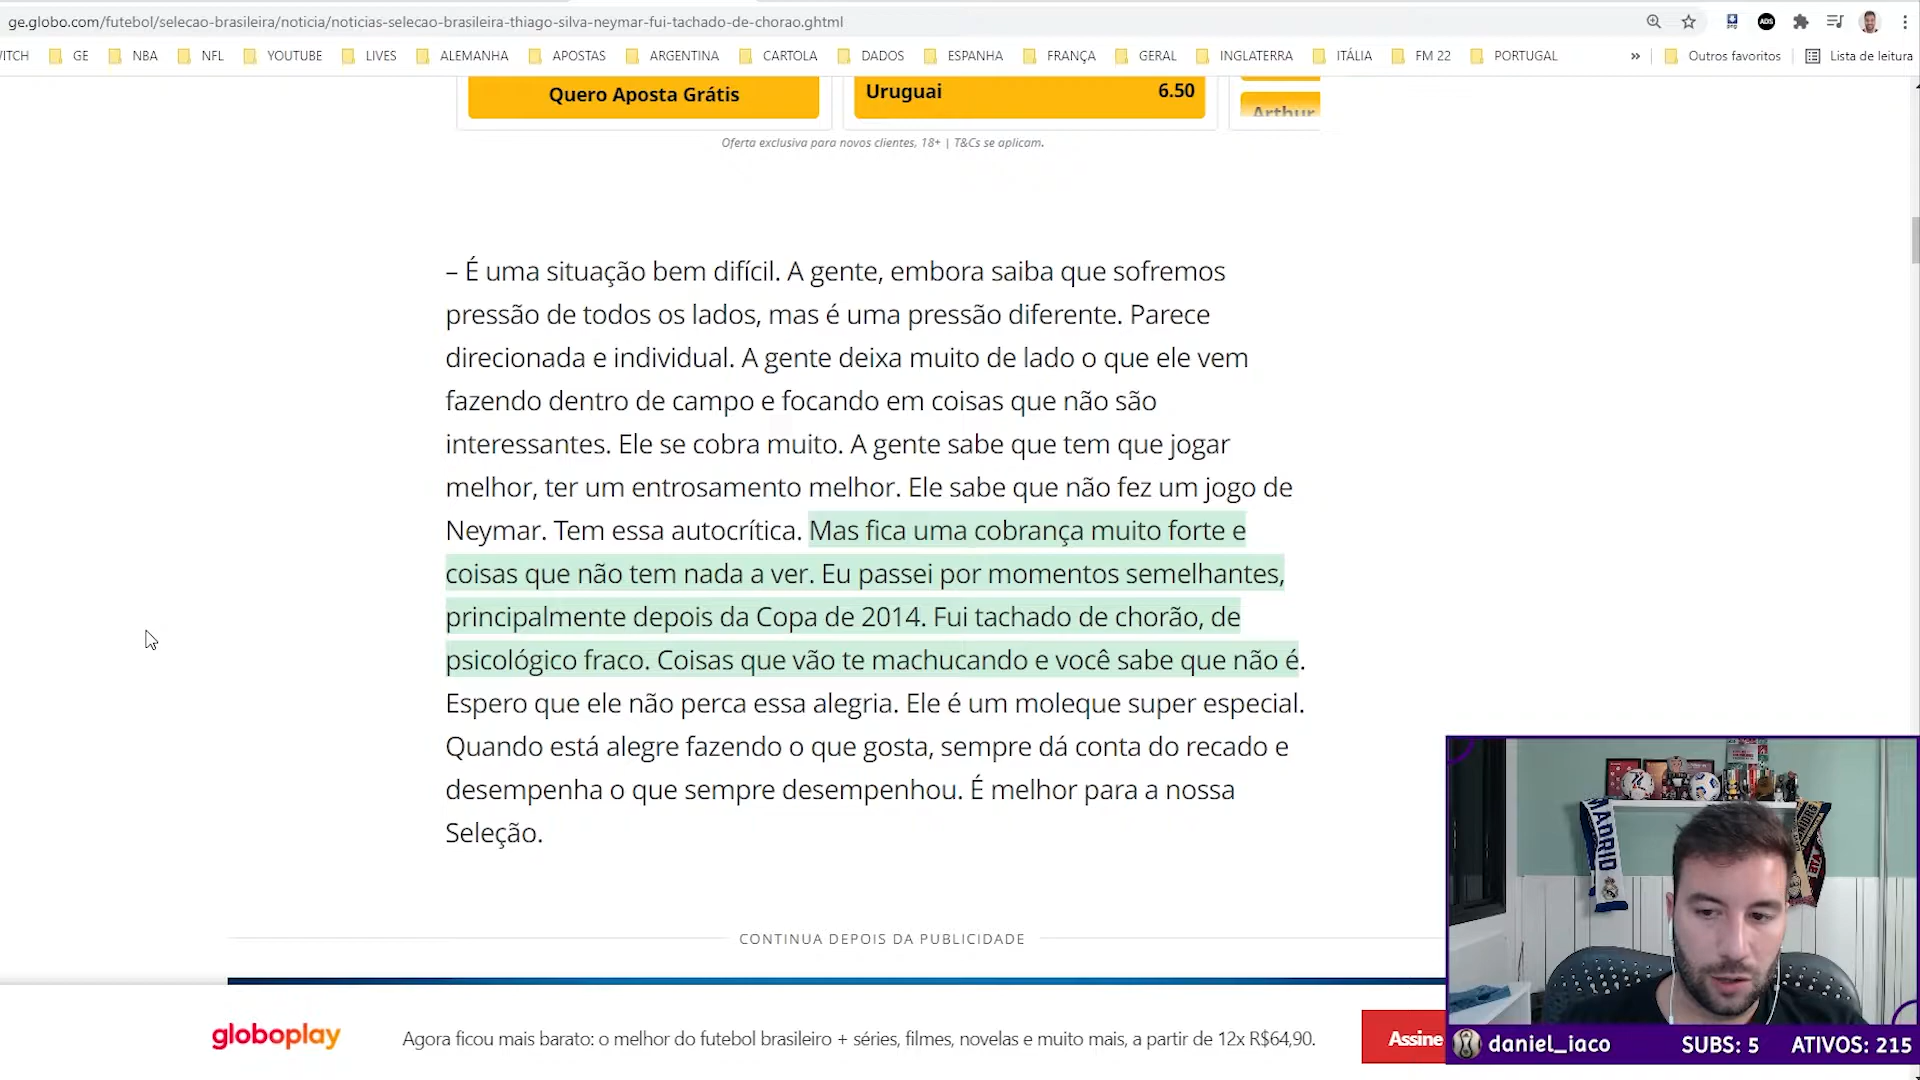 ge.globo.com/futebol/selecao-brasileira/noticia/noticias-selecao-brasileira-thiago-silva-neymar-fui-tachado-de-chorao.ghtml
ITCH GE NBA NFL YOUTUBE LIVES ALEMANHA APOSTAS ARGENTINA CARTOLA DADOS ESPANHA FRANÇA GERAL INGLATERRA ITÁLIA FM 22 PORTUGAL » Outros favoritos Lista de leitura
Quero Aposta Grátis
Uruguai 6.50
Arthur
Oferta exclusiva para novos clientes, 18+ | T&Cs se aplicam.
– É uma situação bem difícil. A gente, embora saiba que sofremos
pressão de todos os lados, mas é uma pressão diferente. Parece
direcionada e individual. A gente deixa muito de lado o que ele vem
fazendo dentro de campo e focando em coisas que não são
interessantes. Ele se cobra muito. A gente sabe que tem que jogar
melhor, ter um entrosamento melhor. Ele sabe que não fez um jogo de
Neymar. Tem essa autocrítica. Mas fica uma cobrança muito forte e
coisas que não tem nada a ver. Eu passei por momentos semelhantes,
principalmente depois da Copa de 2014. Fui tachado de chorão, de
psicológico fraco. Coisas que vão te machucando e você sabe que não é.
Espero que ele não perca essa alegria. Ele é um moleque super especial.
Quando está alegre fazendo o que gosta, sempre dá conta do recado e
desempenha o que sempre desempenhou. É melhor para a nossa
Seleção.
CONTINUA DEPOIS DA PUBLICIDADE
globoplay
Agora ficou mais barato: o melhor do futebol brasileiro + séries, filmes, novelas e muito mais, a partir de 12x R$64,90.
Assine
MADRID
daniel_iaco SUBS: 5 ATIVOS: 215